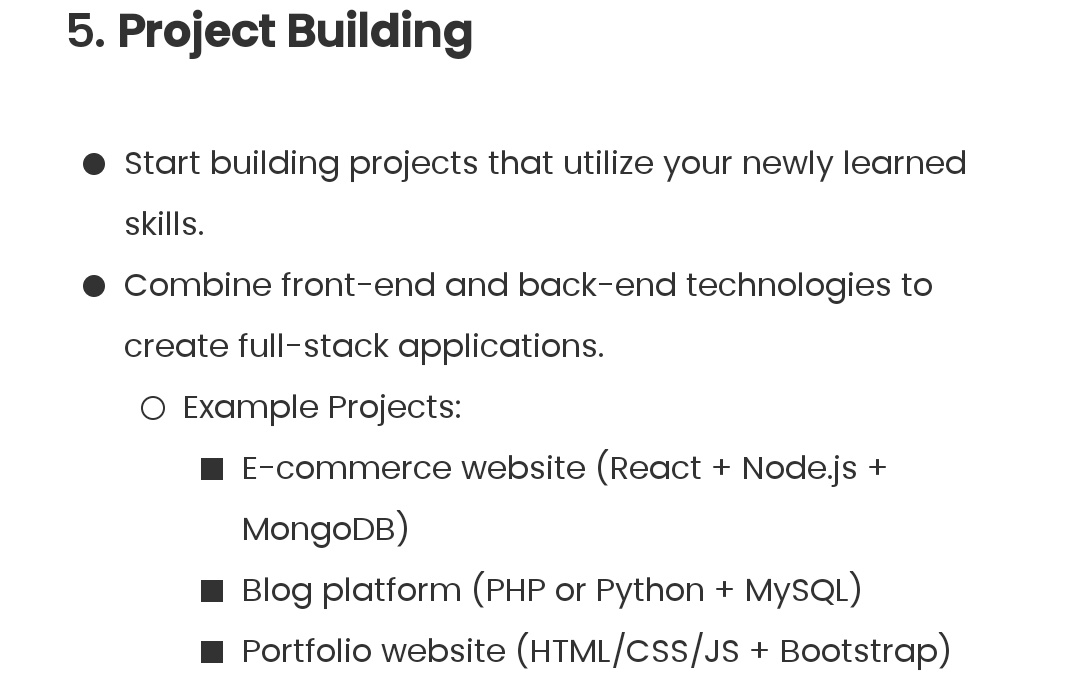 5. Project Building
● Start building projects that utilize your newly learned
skills.
● Combine front-end and back-end technologies to
create full-stack applications.
○ Example Projects:
■ E-commerce website (React + Node.js +
MongoDB)
■ Blog platform (PHP or Python + MySQL)
■ Portfolio website (HTML/CSS/JS + Bootstrap)